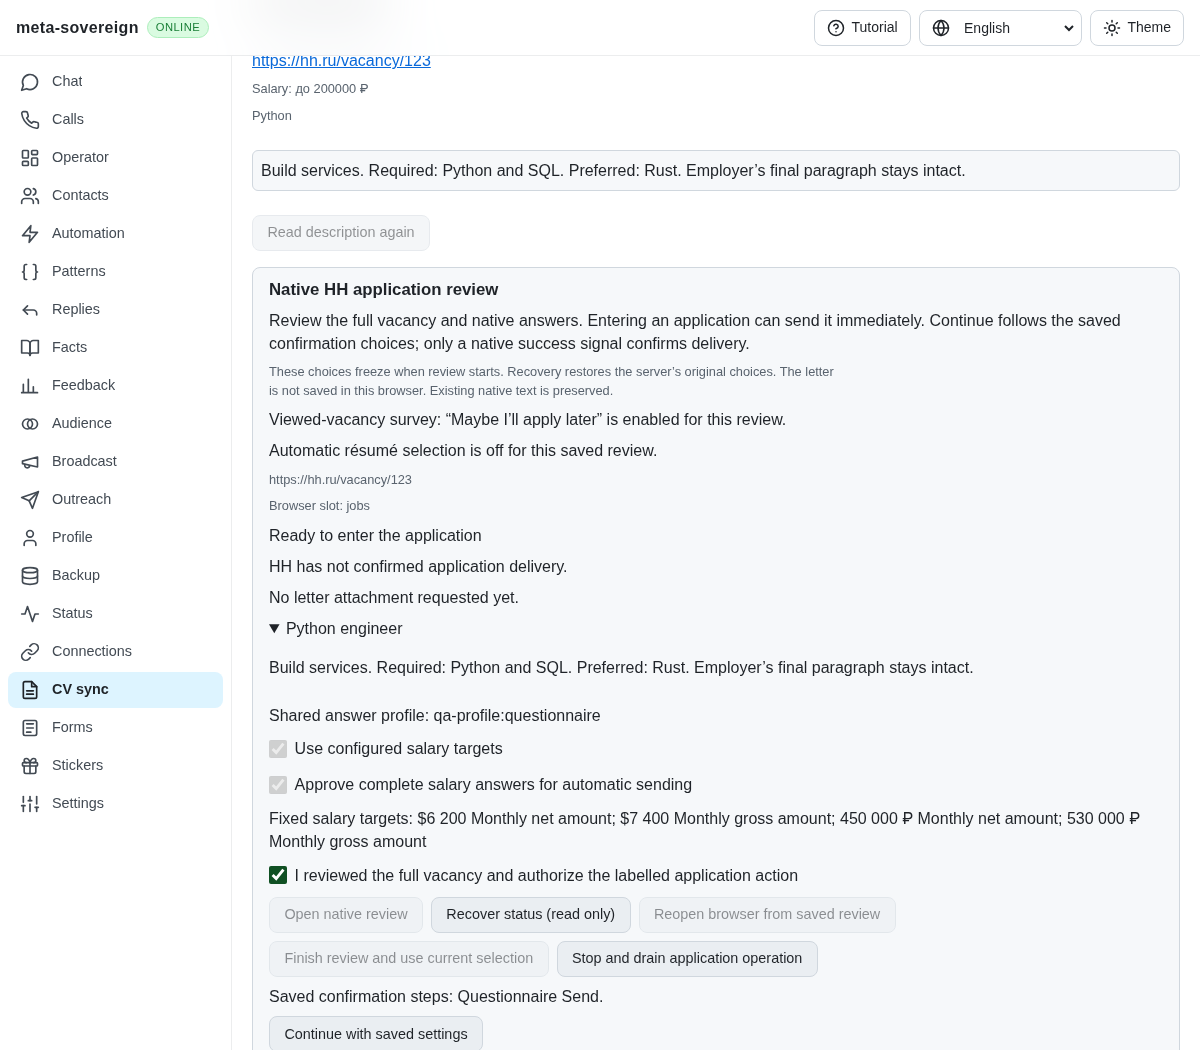 meta-sovereign
ONLINE
Tutorial
English
Theme
Chat
Calls
Operator
Contacts
Automation
Patterns
Replies
Facts
Feedback
Audience
Broadcast
Outreach
Profile
Backup
Status
Connections
CV sync
Forms
Stickers
Settings
https://hh.ru/vacancy/123
Salary: до 200000 ₽
Python
Build services. Required: Python and SQL. Preferred: Rust. Employer’s final paragraph stays intact.
Read description again
Native HH application review
Review the full vacancy and native answers. Entering an application can send it immediately. Continue follows the saved
confirmation choices; only a native success signal confirms delivery.
These choices freeze when review starts. Recovery restores the server’s original choices. The letter
is not saved in this browser. Existing native text is preserved.
Viewed-vacancy survey: “Maybe I’ll apply later” is enabled for this review.
Automatic résumé selection is off for this saved review.
https://hh.ru/vacancy/123
Browser slot: jobs
Ready to enter the application
HH has not confirmed application delivery.
No letter attachment requested yet.
Python engineer
Build services. Required: Python and SQL. Preferred: Rust. Employer’s final paragraph stays intact.
Shared answer profile: qa-profile:questionnaire
Use configured salary targets
Approve complete salary answers for automatic sending
Fixed salary targets: $6 200 Monthly net amount; $7 400 Monthly gross amount; 450 000 ₽ Monthly net amount; 530 000 ₽
Monthly gross amount
I reviewed the full vacancy and authorize the labelled application action
Open native review
Recover status (read only)
Reopen browser from saved review
Finish review and use current selection
Stop and drain application operation
Saved confirmation steps: Questionnaire Send.
Continue with saved settings